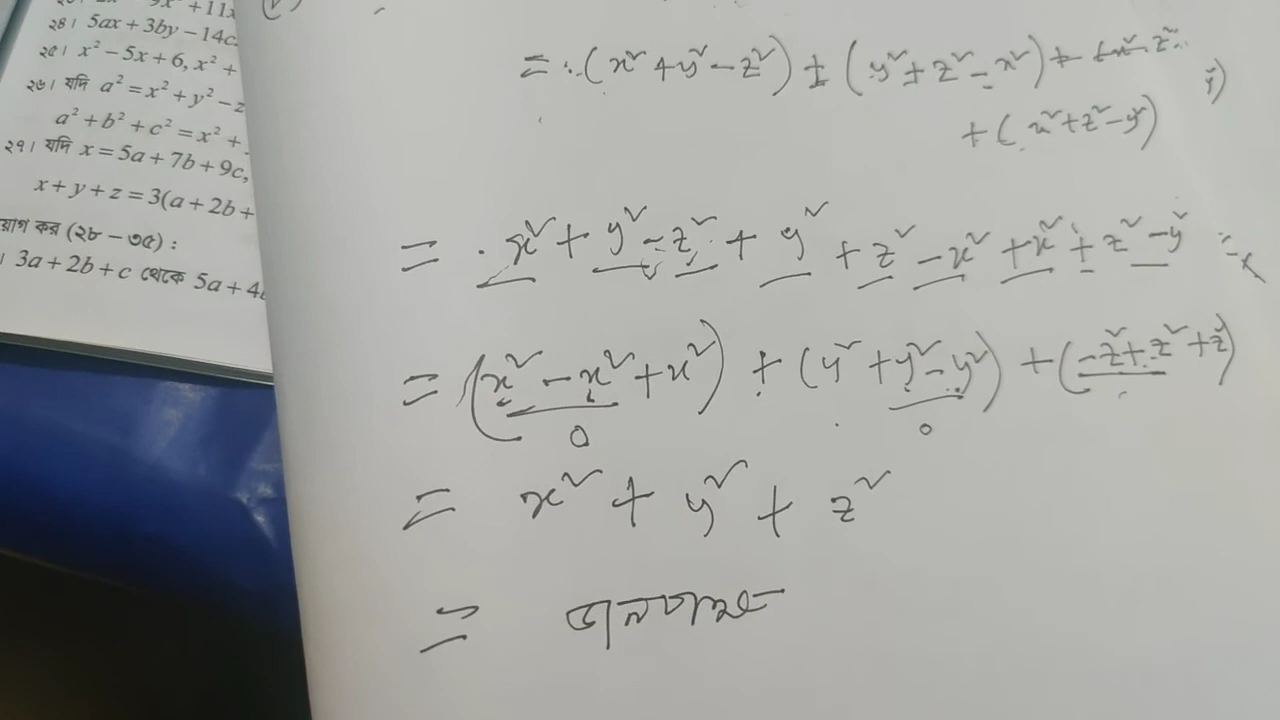 ২৪। 5ax + 3by − 14c
২৫। x² − 5x + 6, x² +
২৬। যদি a² = x² + y² − z
a² + b² + c² = x² +
২৭। যদি x = 5a + 7b + 9c,
x + y + z = 3(a + 2b +
যোগ কর (২৮ − ৩৫) :
। 3a + 2b + c থেকে 5a + 4b
= (x² + y² − z²) + (y² + z² − x²) +
+ (x² + z² − y²)
= x² + y² − z² + y² + z² − x² + x² + z² − y²
= (x² − x² + x²) + (y² + y² − y²) + (−z² + z² + z²)
0 0
= x² + y² + z²
= ডানপক্ষ